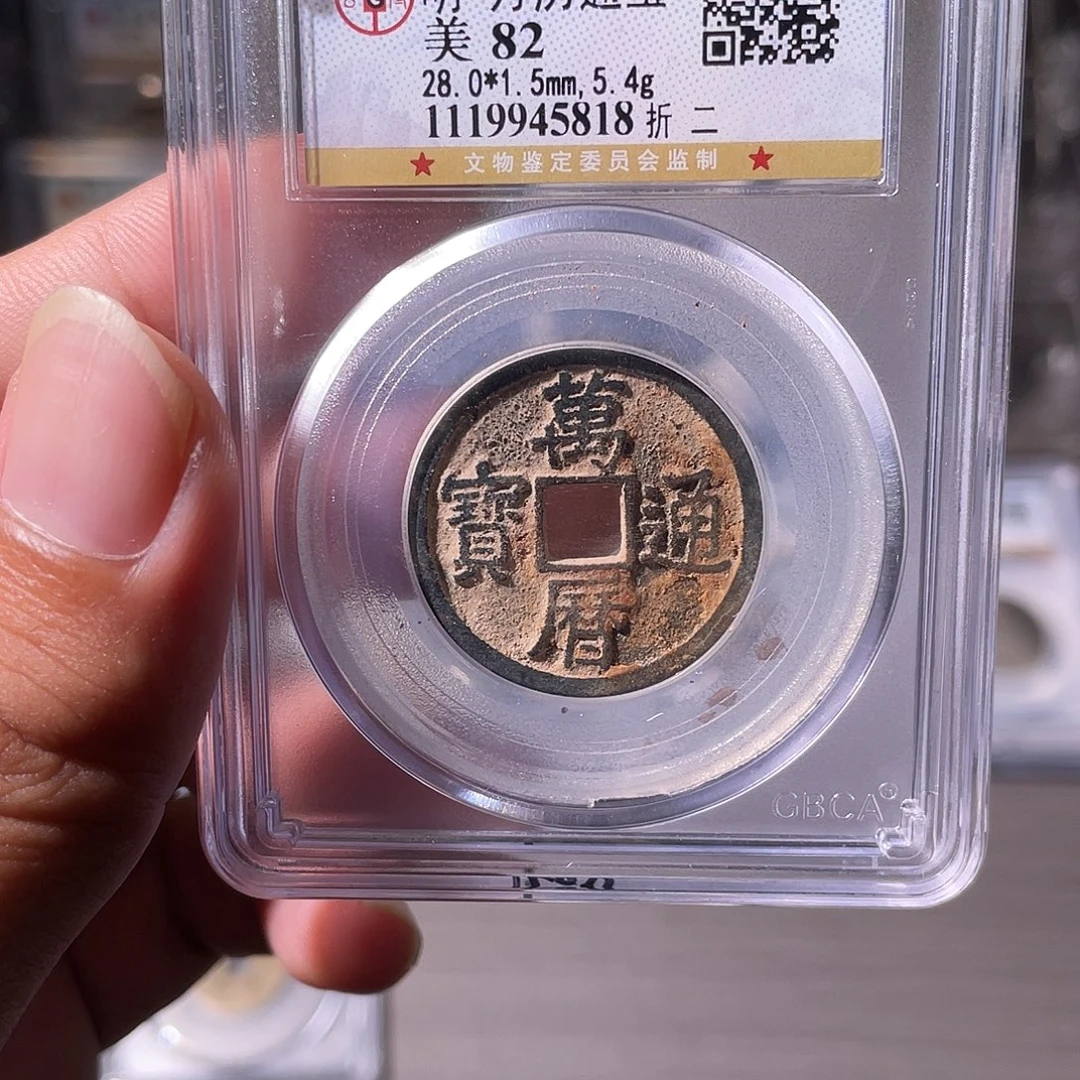 美 82
28.0*1.5mm, 5.4g
1119945818 折 二
★ 文物鉴定委员会监制 ★
萬
寶 通
曆
GBCA®